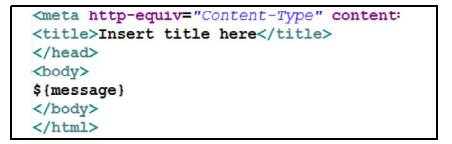 <meta http-equiv="Content-Type" content=
<title>Insert title here</title>
</head>
<body>
${message}
</body>
</html>